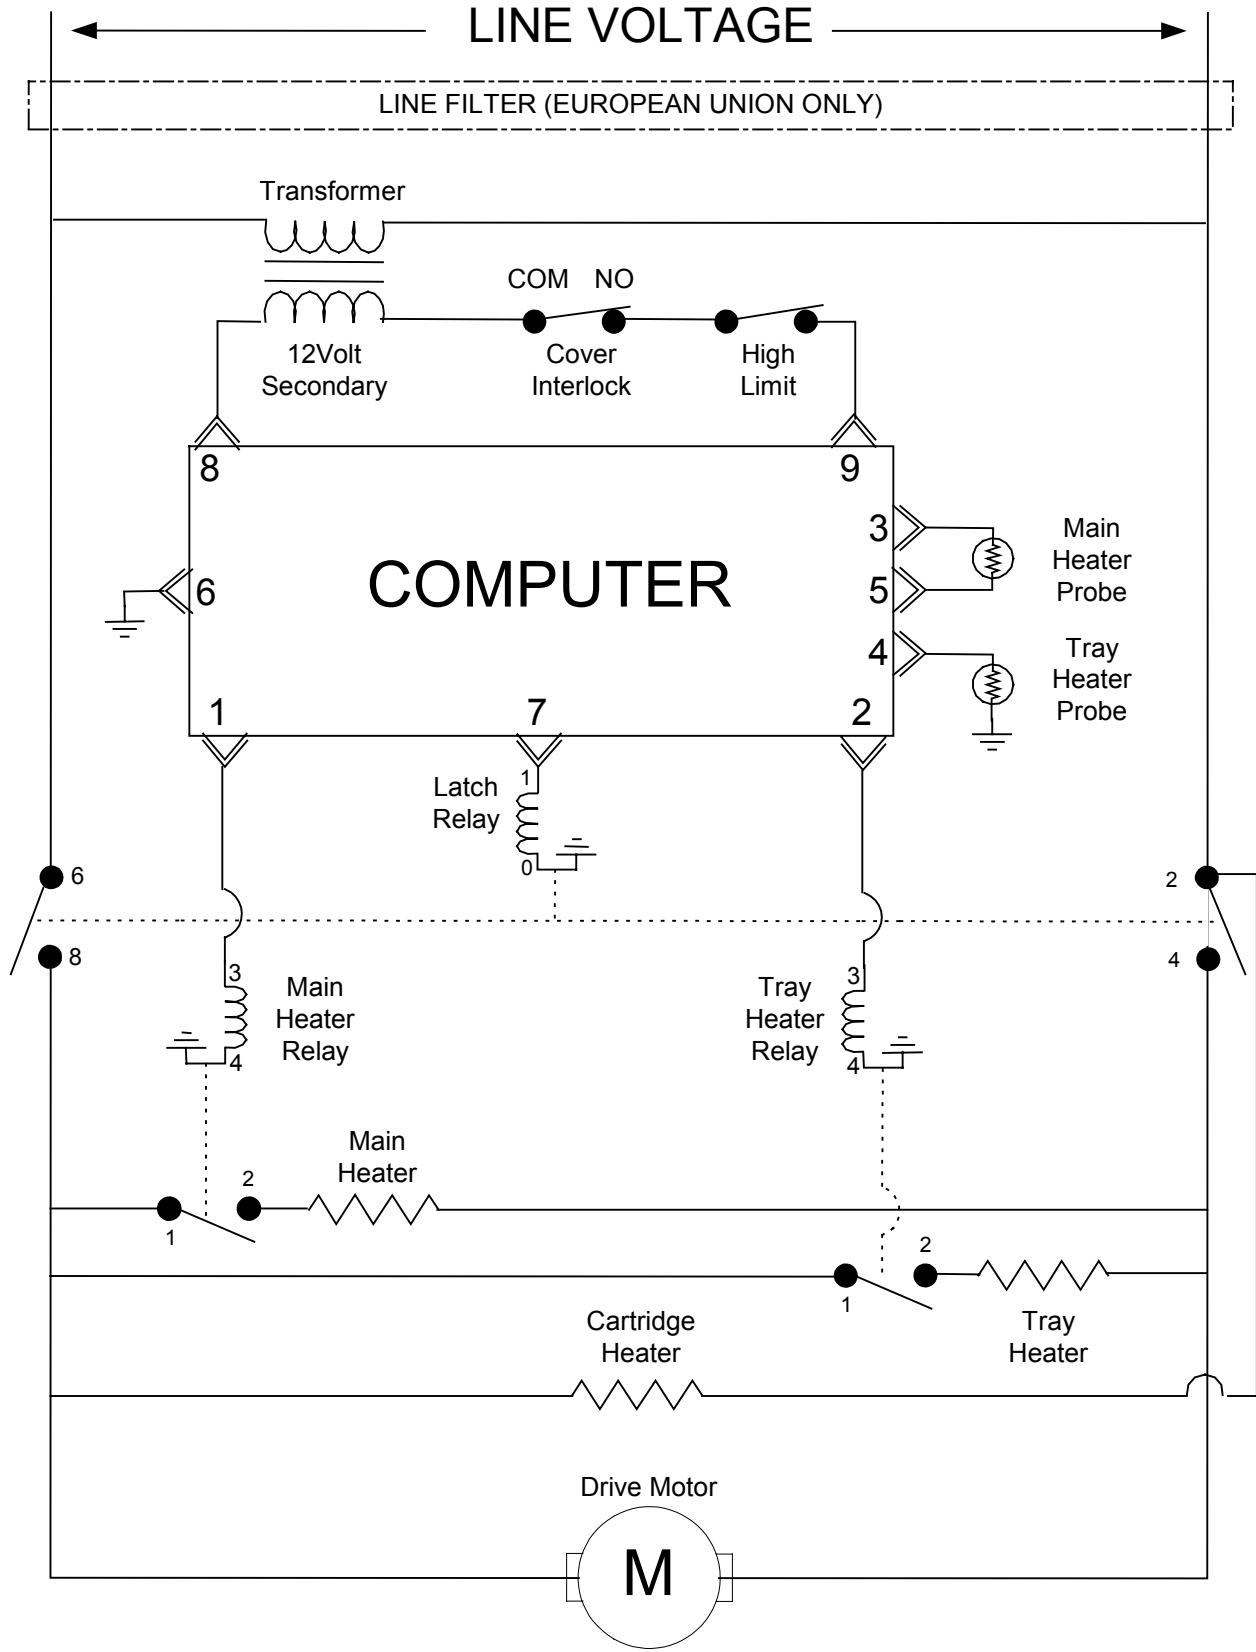 LINE VOLTAGE
LINE FILTER (EUROPEAN UNION ONLY)
Transformer
COM NO
12Volt
Secondary
Cover
Interlock
High
Limit
8
9
3
5
4
6
COMPUTER
Main
Heater
Probe
Tray
Heater
Probe
1
7
2
Latch
Relay
1
0
6
8
2
4
3
4
Main
Heater
Relay
Tray
Heater
Relay
3
4
Main
Heater
1
2
1
2
Cartridge
Heater
Tray
Heater
Drive Motor
M